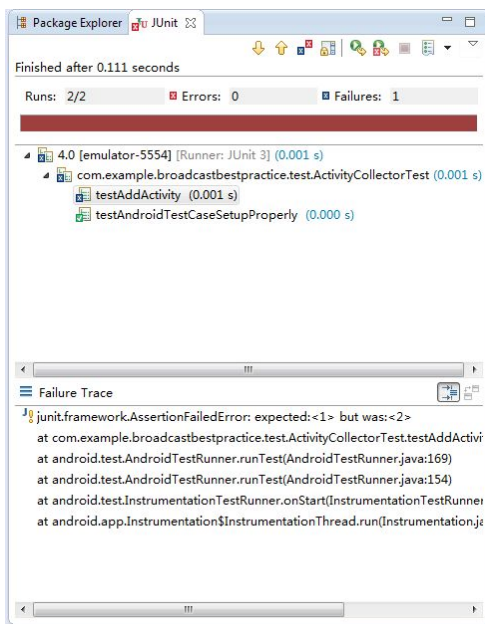 Package Explorer JUnit
Finished after 0.111 seconds
Runs: 2/2 Errors: 0 Failures: 1
4.0 [emulator-5554] [Runner: JUnit 3] (0.001 s)
com.example.broadcastbestpractice.test.ActivityCollectorTest (0.001 s)
testAddActivity (0.001 s)
testAndroidTestCaseSetupProperly (0.000 s)
Failure Trace
junit.framework.AssertionFailedError: expected:<1> but was:<2>
at com.example.broadcastbestpractice.test.ActivityCollectorTest.testAddActivi
at android.test.AndroidTestRunner.runTest(AndroidTestRunner.java:169)
at android.test.AndroidTestRunner.runTest(AndroidTestRunner.java:154)
at android.test.InstrumentationTestRunner.onStart(InstrumentationTestRunner
at android.app.Instrumentation$InstrumentationThread.run(Instrumentation.ja